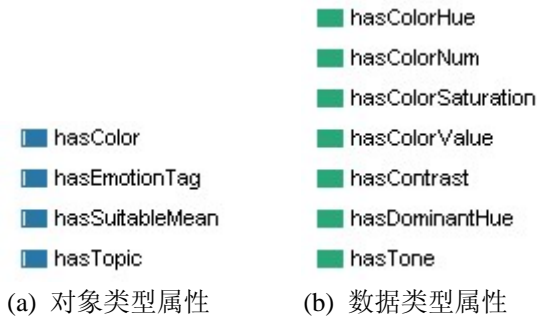 hasColor
hasEmotionTag
hasSuitableMean
hasTopic
(a) 对象类型属性
hasColorHue
hasColorNum
hasColorSaturation
hasColorValue
hasContrast
hasDominantHue
hasTone
(b) 数据类型属性